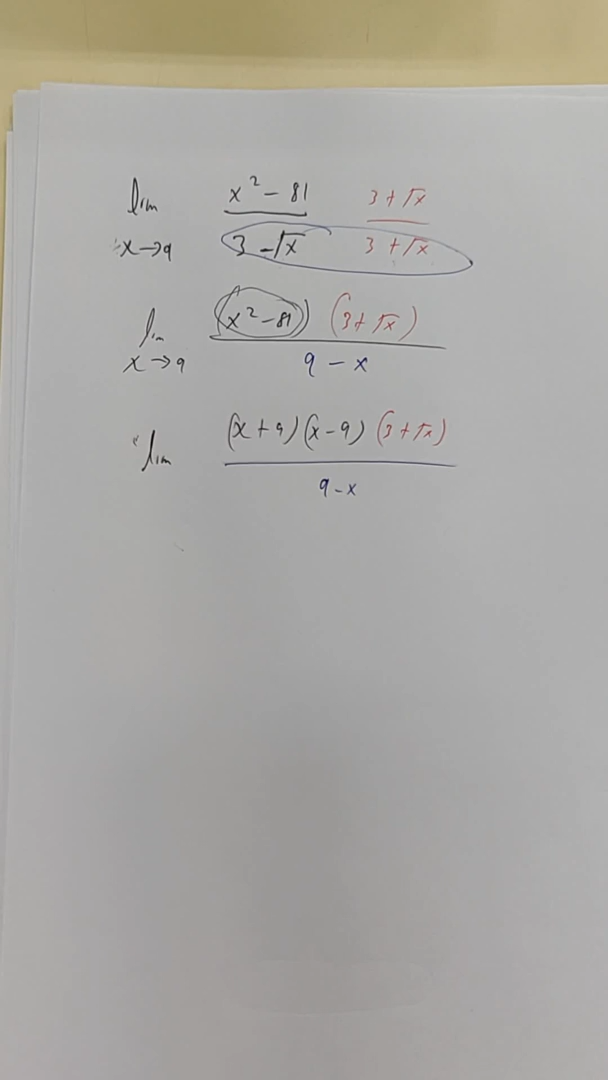 lim x² - 81 3 + √x
x → 9 3 - √x 3 + √x
lim (x² - 81) (3 + √x)
x → 9 9 - x
lim (x + 9) (x - 9) (3 + √x)
9 - x